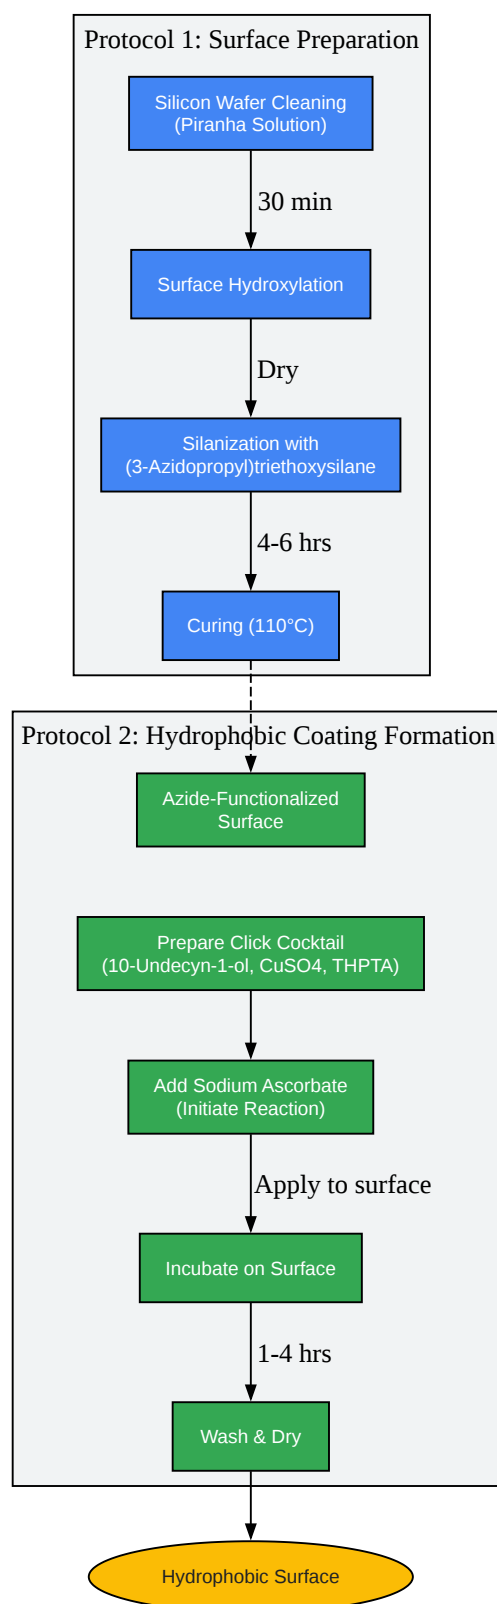 Protocol 1: Surface Preparation
Silicon Wafer Cleaning
(Piranha Solution)
30 min
Surface Hydroxylation
Dry
Silanization with
(3-Azidopropyl)triethoxysilane
4-6 hrs
Curing (110°C)
Protocol 2: Hydrophobic Coating Formation
Azide-Functionalized
Surface
Prepare Click Cocktail
(10-Undecyn-1-ol, CuSO4, THPTA)
Add Sodium Ascorbate
(Initiate Reaction)
Apply to surface
Incubate on Surface
1-4 hrs
Wash & Dry
Hydrophobic Surface